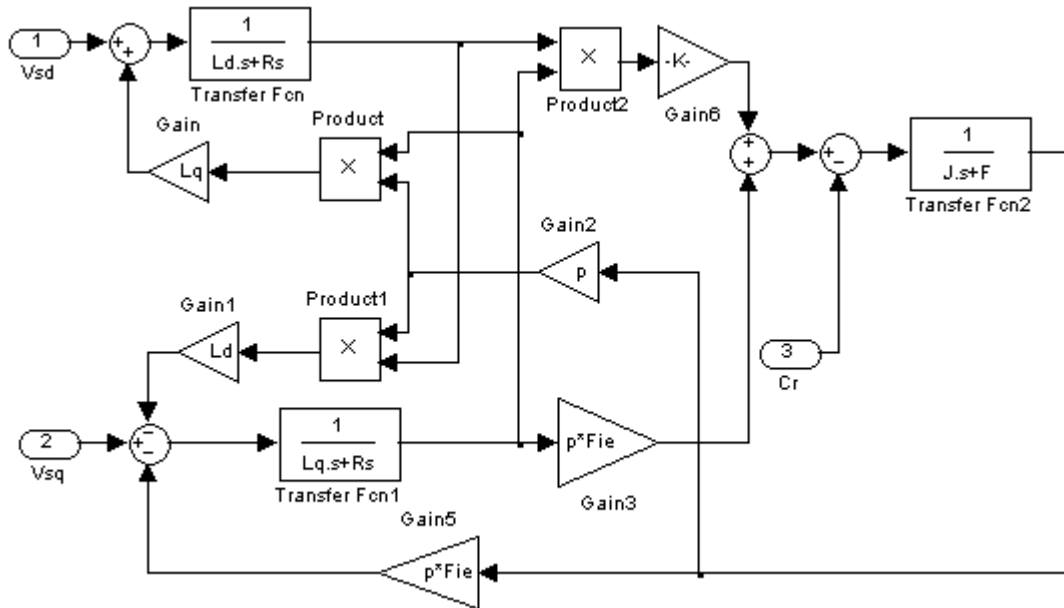 1
Vsd
+
+
1
Ld.s+Rs
Transfer Fcn
×
Product2
-K-
Gain6
Gain
Lq
Product
×
+
+
+
−
1
J.s+F
Transfer Fcn2
Gain2
p
Gain1
Ld
Product1
×
3
Cr
2
Vsq
−
+
−
1
Lq.s+Rs
Transfer Fcn1
p*Fie
Gain3
Gain5
p*Fie